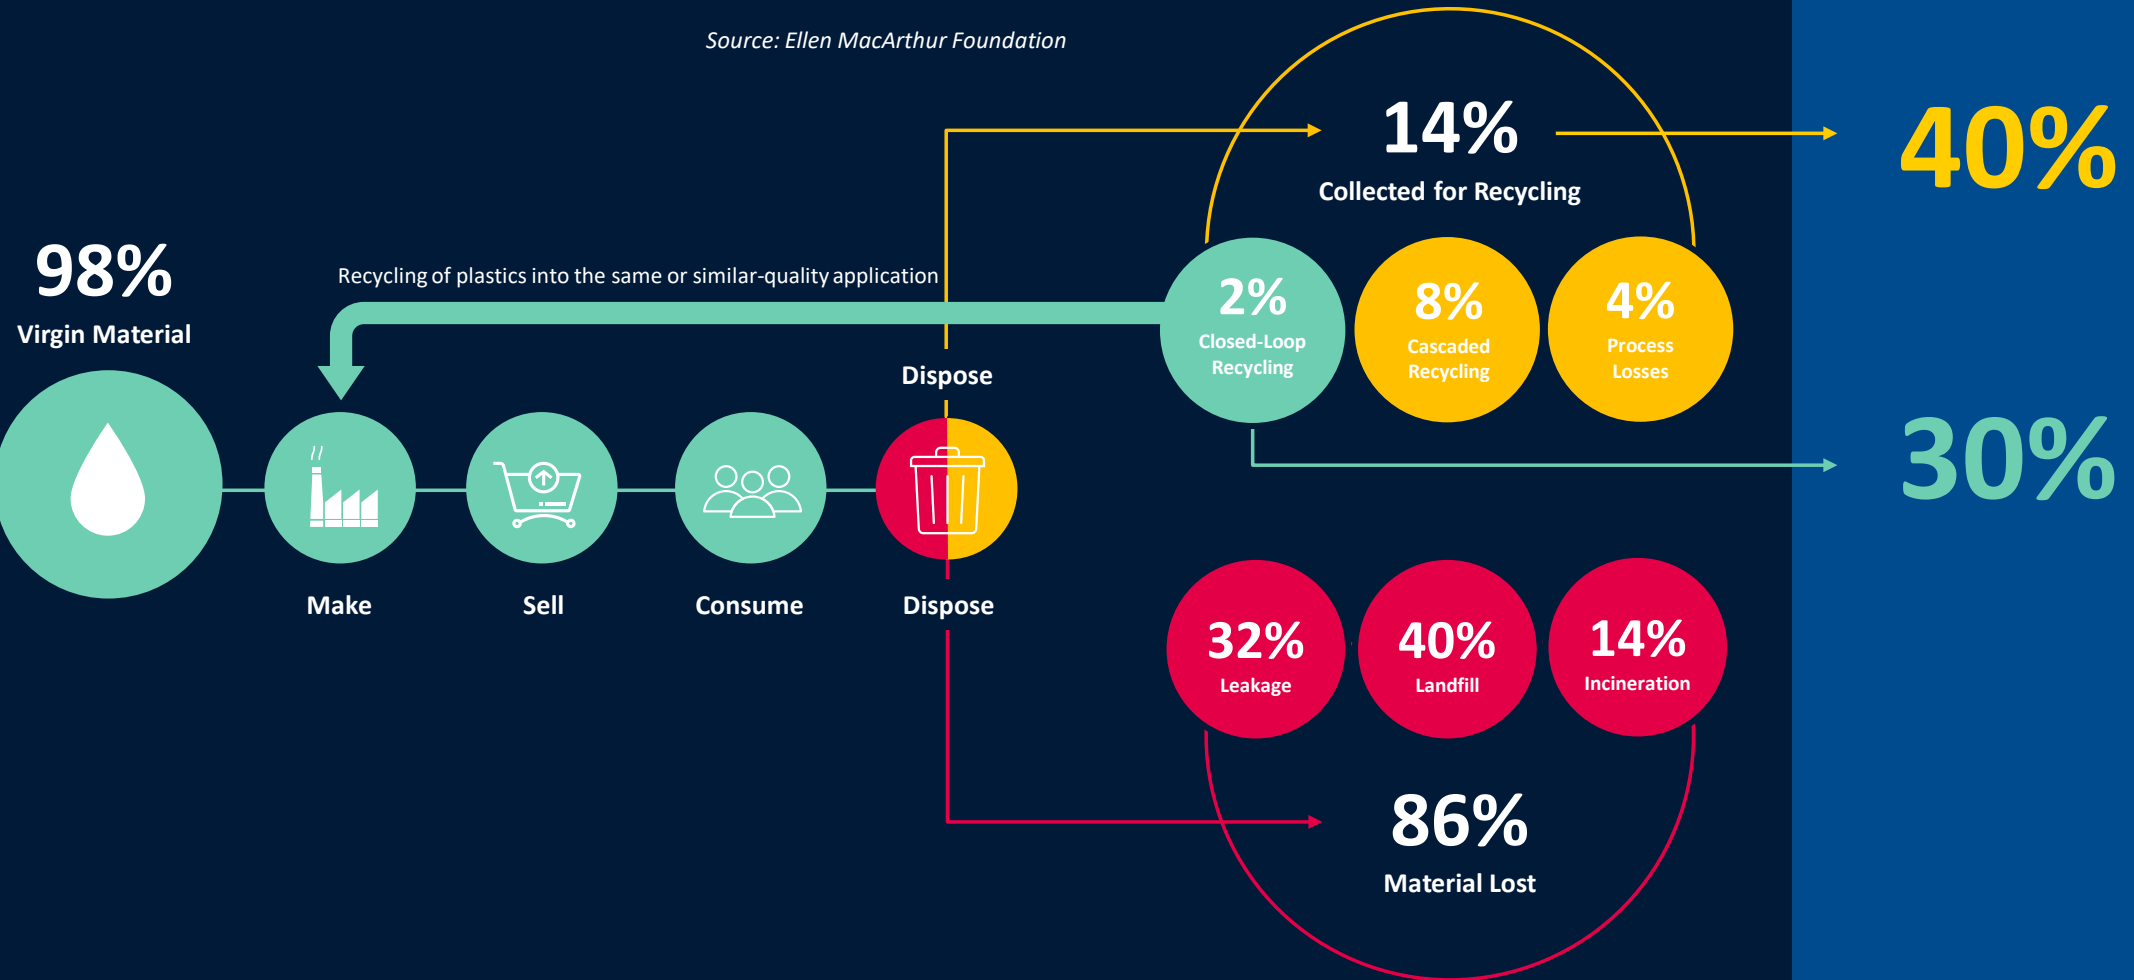 Source: Ellen MacArthur Foundation
14%
Collected for Recycling
40%
98%
Virgin Material
Recycling of plastics into the same or similar-quality application
2%
Closed-Loop
Recycling
8%
Cascaded
Recycling
4%
Process
Losses
Dispose
30%
Make
Sell
Consume
Dispose
32%
Leakage
40%
Landfill
14%
Incineration
86%
Material Lost